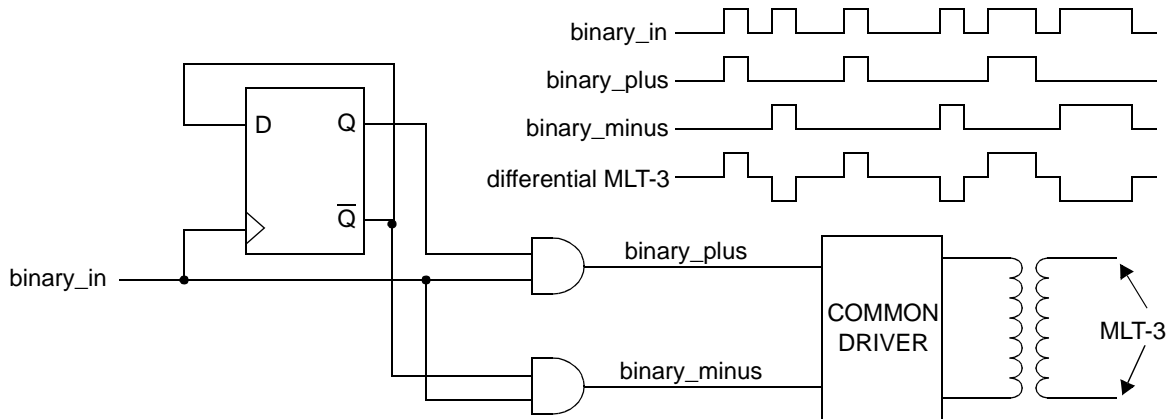 binary_in
binary_plus
binary_minus
differential MLT-3
D Q
Q̅
binary_in
binary_plus
binary_minus
COMMON
DRIVER
MLT-3